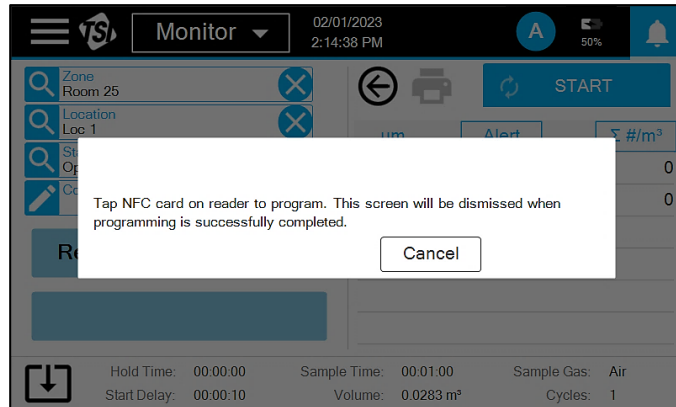 TSI Monitor 02/01/2023
2:14:38 PM
A 50%
Zone
Room 25
Location
Loc 1
START
µm Alert Σ #/m³
0
0
Tap NFC card on reader to program. This screen will be dismissed when
programming is successfully completed.
Cancel
Hold Time: 00:00:00 Sample Time: 00:01:00 Sample Gas: Air
Start Delay: 00:00:10 Volume: 0.0283 m³ Cycles: 1